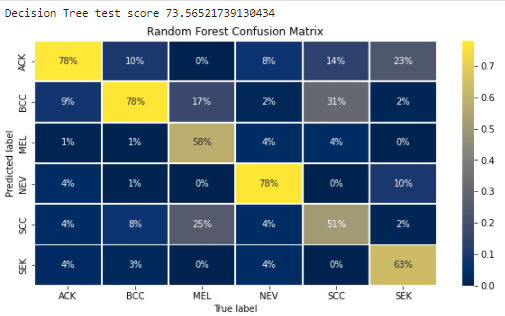 Decision Tree test score 73.56521739130434
Random Forest Confusion Matrix
ACK 78% 10% 0% 8% 14% 23%
BCC 9% 78% 17% 2% 31% 2%
MEL 1% 1% 58% 4% 4% 0%
NEV 4% 1% 0% 78% 0% 10%
SCC 4% 8% 25% 4% 51% 2%
SEK 4% 3% 0% 4% 0% 63%
Predicted label
ACK BCC MEL NEV SCC SEK
True label
0.7
0.6
0.5
0.4
0.3
0.2
0.1
0.0